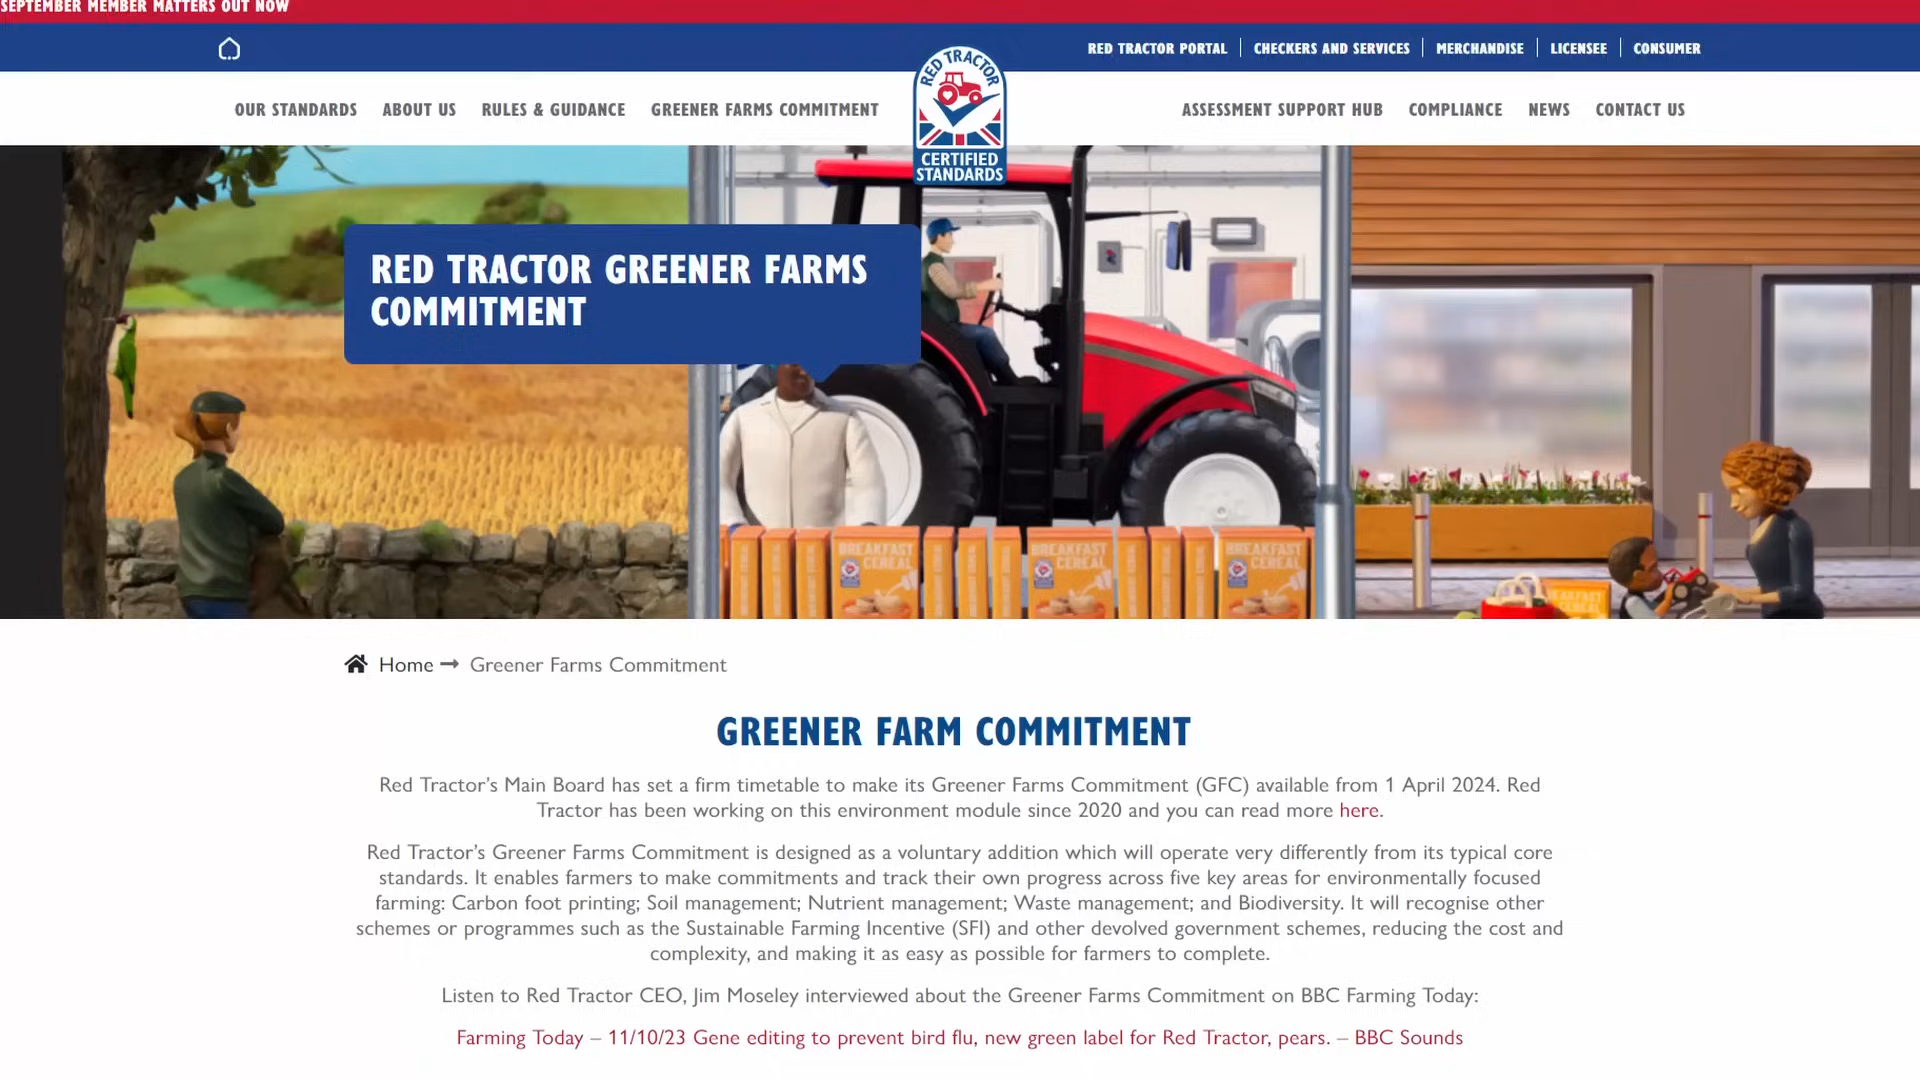 SEPTEMBER MEMBER MATTERS OUT NOW
RED TRACTOR PORTAL
CHECKERS AND SERVICES
MERCHANDISE
LICENSEE
CONSUMER
OUR STANDARDS
ABOUT US
RULES & GUIDANCE
GREENER FARMS COMMITMENT
RED TRACTOR
CERTIFIED
STANDARDS
ASSESSMENT SUPPORT HUB
COMPLIANCE
NEWS
CONTACT US
RED TRACTOR GREENER FARMS
COMMITMENT
BREAKFAST
CEREAL
BREAKFAST
CEREAL
BREAKFAST
CEREAL
Home
Greener Farms Commitment
GREENER FARM COMMITMENT
Red Tractor’s Main Board has set a firm timetable to make its Greener Farms Commitment (GFC) available from 1 April 2024. Red
Tractor has been working on this environment module since 2020 and you can read more here.
Red Tractor’s Greener Farms Commitment is designed as a voluntary addition which will operate very differently from its typical core
standards. It enables farmers to make commitments and track their own progress across five key areas for environmentally focused
farming: Carbon foot printing; Soil management; Nutrient management; Waste management; and Biodiversity. It will recognise other
schemes or programmes such as the Sustainable Farming Incentive (SFI) and other devolved government schemes, reducing the cost and
complexity, and making it as easy as possible for farmers to complete.
Listen to Red Tractor CEO, Jim Moseley interviewed about the Greener Farms Commitment on BBC Farming Today:
Farming Today – 11/10/23 Gene editing to prevent bird flu, new green label for Red Tractor, pears. – BBC Sounds